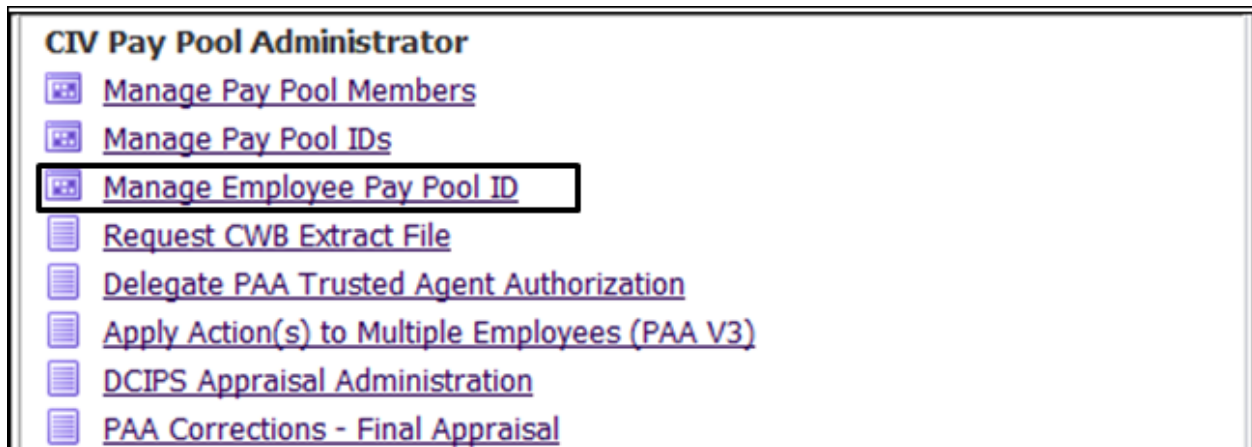 CIV Pay Pool Administrator
Manage Pay Pool Members
Manage Pay Pool IDs
Manage Employee Pay Pool ID
Request CWB Extract File
Delegate PAA Trusted Agent Authorization
Apply Action(s) to Multiple Employees (PAA V3)
DCIPS Appraisal Administration
PAA Corrections - Final Appraisal